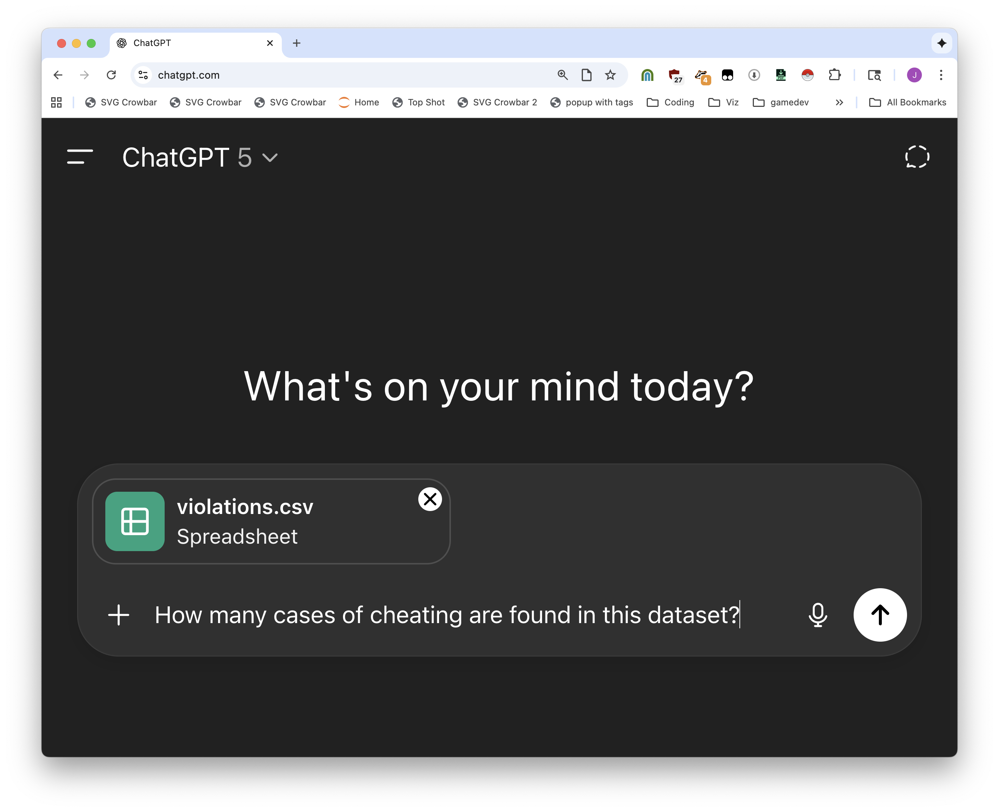 ChatGPT
chatgpt.com
27
4
PDF
J
SVG Crowbar
SVG Crowbar
SVG Crowbar
Home
Top Shot
SVG Crowbar 2
popup with tags
Coding
Viz
gamedev
All Bookmarks
ChatGPT 5
What's on your mind today?
violations.csv
Spreadsheet
How many cases of cheating are found in this dataset?